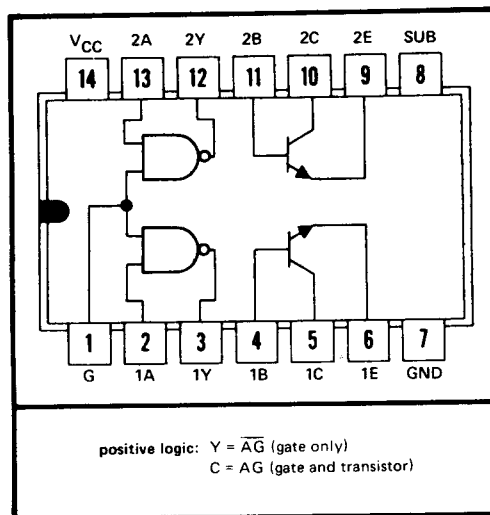 VCC 2A 2Y 2B 2C 2E SUB
14 13 12 11 10 9 8
1 2 3 4 5 6 7
G 1A 1Y 1B 1C 1E GND
positive logic: Y = A̅G̅ (gate only)
C = AG (gate and transistor)